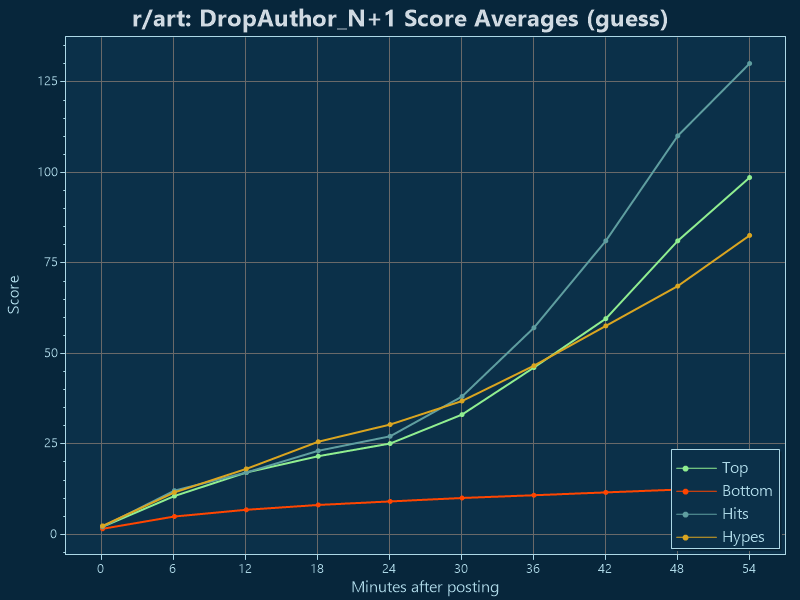 r/art: DropAuthor_N+1 Score Averages (guess)
125
100
75
50
25
0
Score
0 6 12 18 24 30 36 42 48 54
Minutes after posting
Top
Bottom
Hits
Hypes